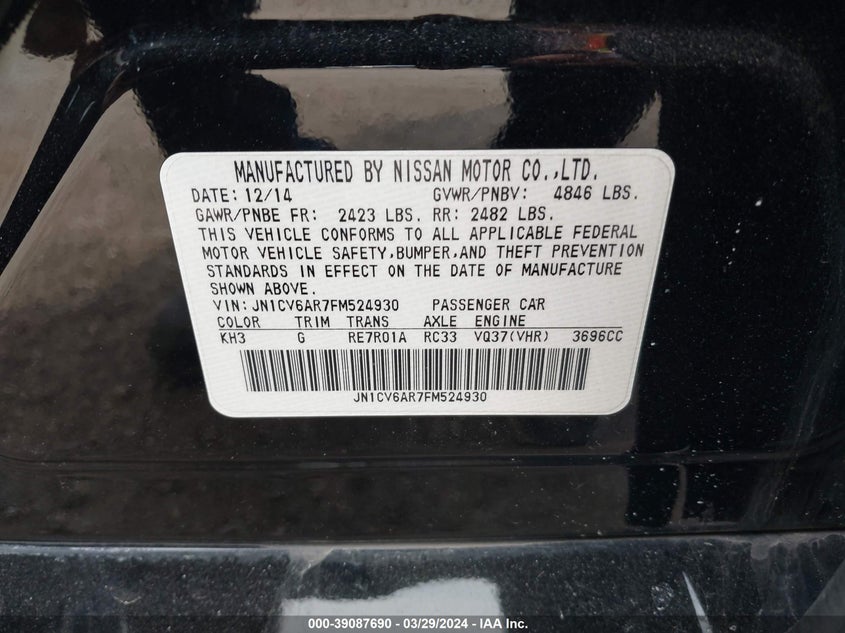 MANUFACTURED BY NISSAN MOTOR CO.,LTD.
DATE: 12/14 GVWR/PNBV: 4846 LBS.
GAWR/PNBE FR: 2423 LBS. RR: 2482 LBS.
THIS VEHICLE CONFORMS TO ALL APPLICABLE FEDERAL
MOTOR VEHICLE SAFETY,BUMPER,AND THEFT PREVENTION
STANDARDS IN EFFECT ON THE DATE OF MANUFACTURE
SHOWN ABOVE.
VIN: JN1CV6AR7FM524930 PASSENGER CAR
COLOR TRIM TRANS AXLE ENGINE
KH3 G RE7R01A RC33 VQ37(VHR) 3696CC
JN1CV6AR7FM524930
000-39087690 - 03/29/2024 - IAAI Inc.